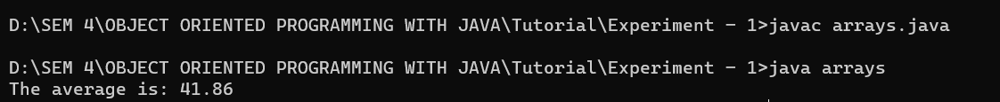 D:\SEM 4\OBJECT ORIENTED PROGRAMMING WITH JAVA\Tutorial\Experiment - 1>javac arrays.java
D:\SEM 4\OBJECT ORIENTED PROGRAMMING WITH JAVA\Tutorial\Experiment - 1>java arrays
The average is: 41.86